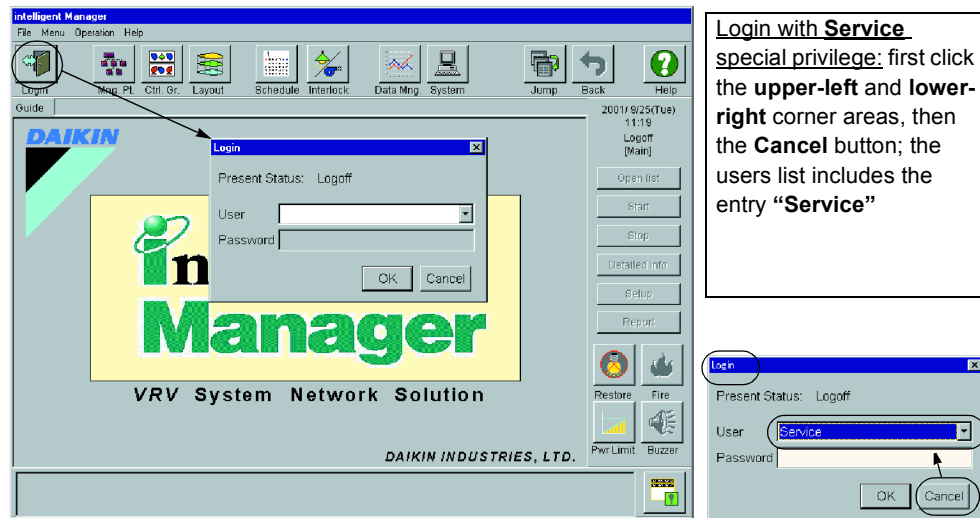 intelligent Manager
File Menu Operation Help
Login Mng. Pt. Ctrl. Gr. Layout Schedule Interlock Data Mng. System Jump Back Help
Guide
2001/ 9/25(Tue)
11:19
Logoff
[Main]
DAIKIN
Login
Present Status: Logoff
User
Password
OK Cancel
Open list
Start
Stop
Detailed info
Setup
Report
in
Manager
VRV System Network Solution
Restore Fire
Pwr Limit Buzzer
DAIKIN INDUSTRIES, LTD.
Login with Service
special privilege: first click
the upper-left and lower-
right corner areas, then
the Cancel button; the
users list includes the
entry “Service”
Login
Present Status: Logoff
User Service
Password
OK Cancel